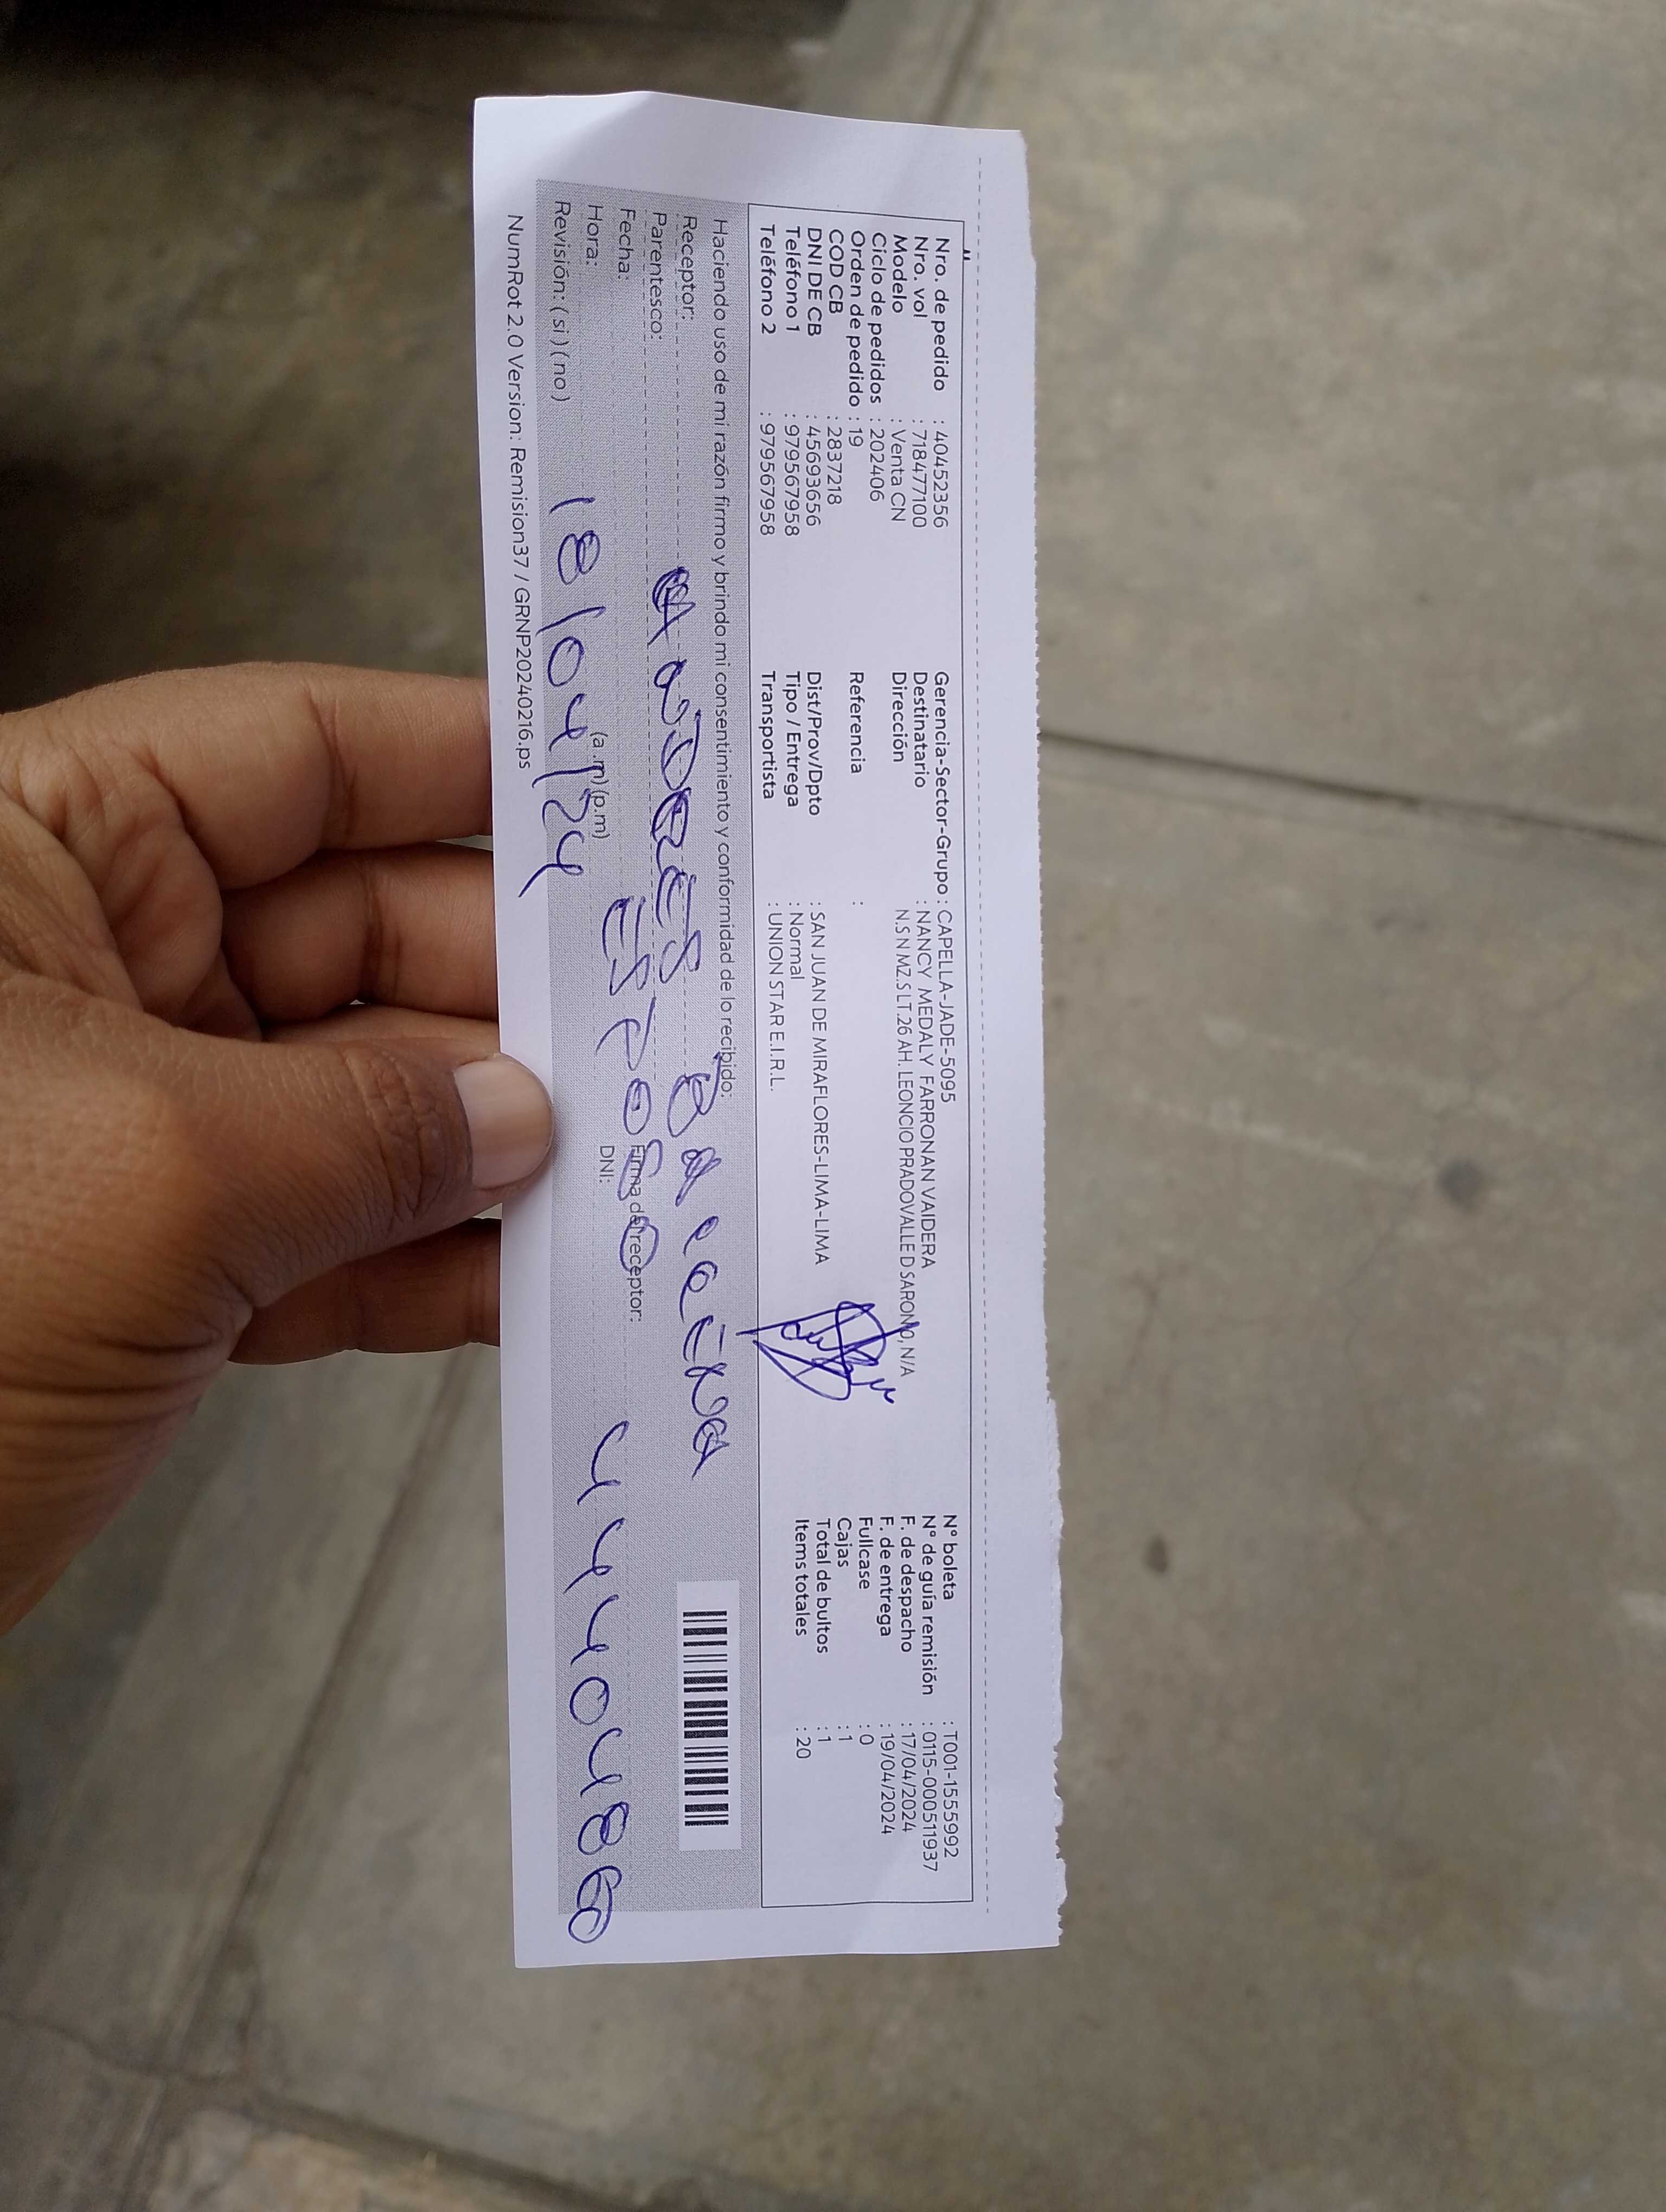 Nro. de pedido : 40452356
Nro. vol : 718477100
Modelo : Venta CN
Ciclo de pedidos : 202406
Orden de pedido : 19
COD CB : 2837218
DNI DE CB : 45693656
Teléfono 1 : 979567958
Teléfono 2 : 979567958
Gerencia-Sector-Grupo : CAPELLA-JADE-5095
Destinatario : NANCY MEDALY FARRONAN VAIDERA
Dirección N.S N MZ.S LT.26 AH. LEONCIO PRADOVALLE D SARONO, N/A
Referencia :
Dist/Prov/Dpto : SAN JUAN DE MIRAFLORES-LIMA-LIMA
Tipo / Entrega : Normal
Transportista : UNION STAR E.I.R.L.
N° boleta : T001-1555992
N° de guía remisión : 0115-000511937
F. de despacho : 17/04/2024
F. de entrega : 19/04/2024
Fullcase : 0
Cajas : 1
Total de bultos : 1
Items totales : 20
Haciendo uso de mi razón firmo y brindo mi consentimiento y conformidad de lo recibido:
Receptor:
Parentesco: ESPOSO
Fecha: Firma del receptor:
Hora: (a.m)(p.m) DNI: 44404860
Revisión: ( si ) ( no ) 18/04/24
NumRot 2.0 Version: Remision37 / GRNP20240216.ps